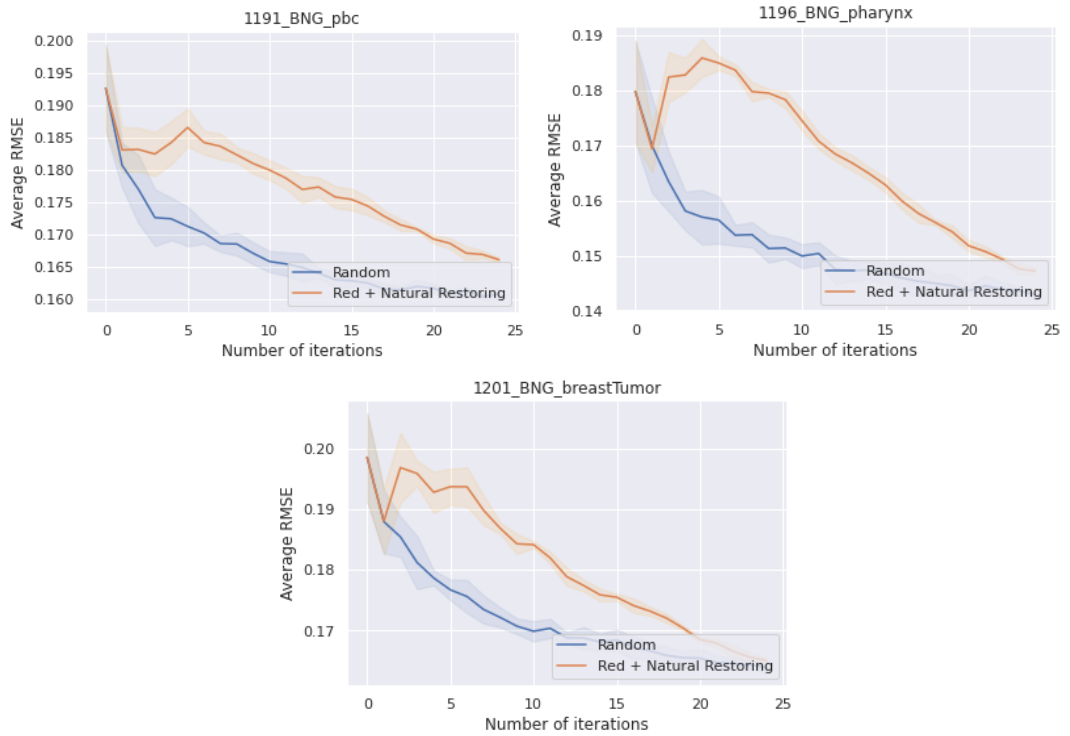 1191_BNG_pbc
0.200
0.195
0.190
0.185
0.180
0.175
0.170
0.165
0.160
Average RMSE
Random
Red + Natural Restoring
0 5 10 15 20 25
Number of iterations
1196_BNG_pharynx
0.19
0.18
0.17
0.16
0.15
0.14
Average RMSE
Random
Red + Natural Restoring
0 5 10 15 20 25
Number of iterations
1201_BNG_breastTumor
0.20
0.19
0.18
0.17
Average RMSE
Random
Red + Natural Restoring
0 5 10 15 20 25
Number of iterations